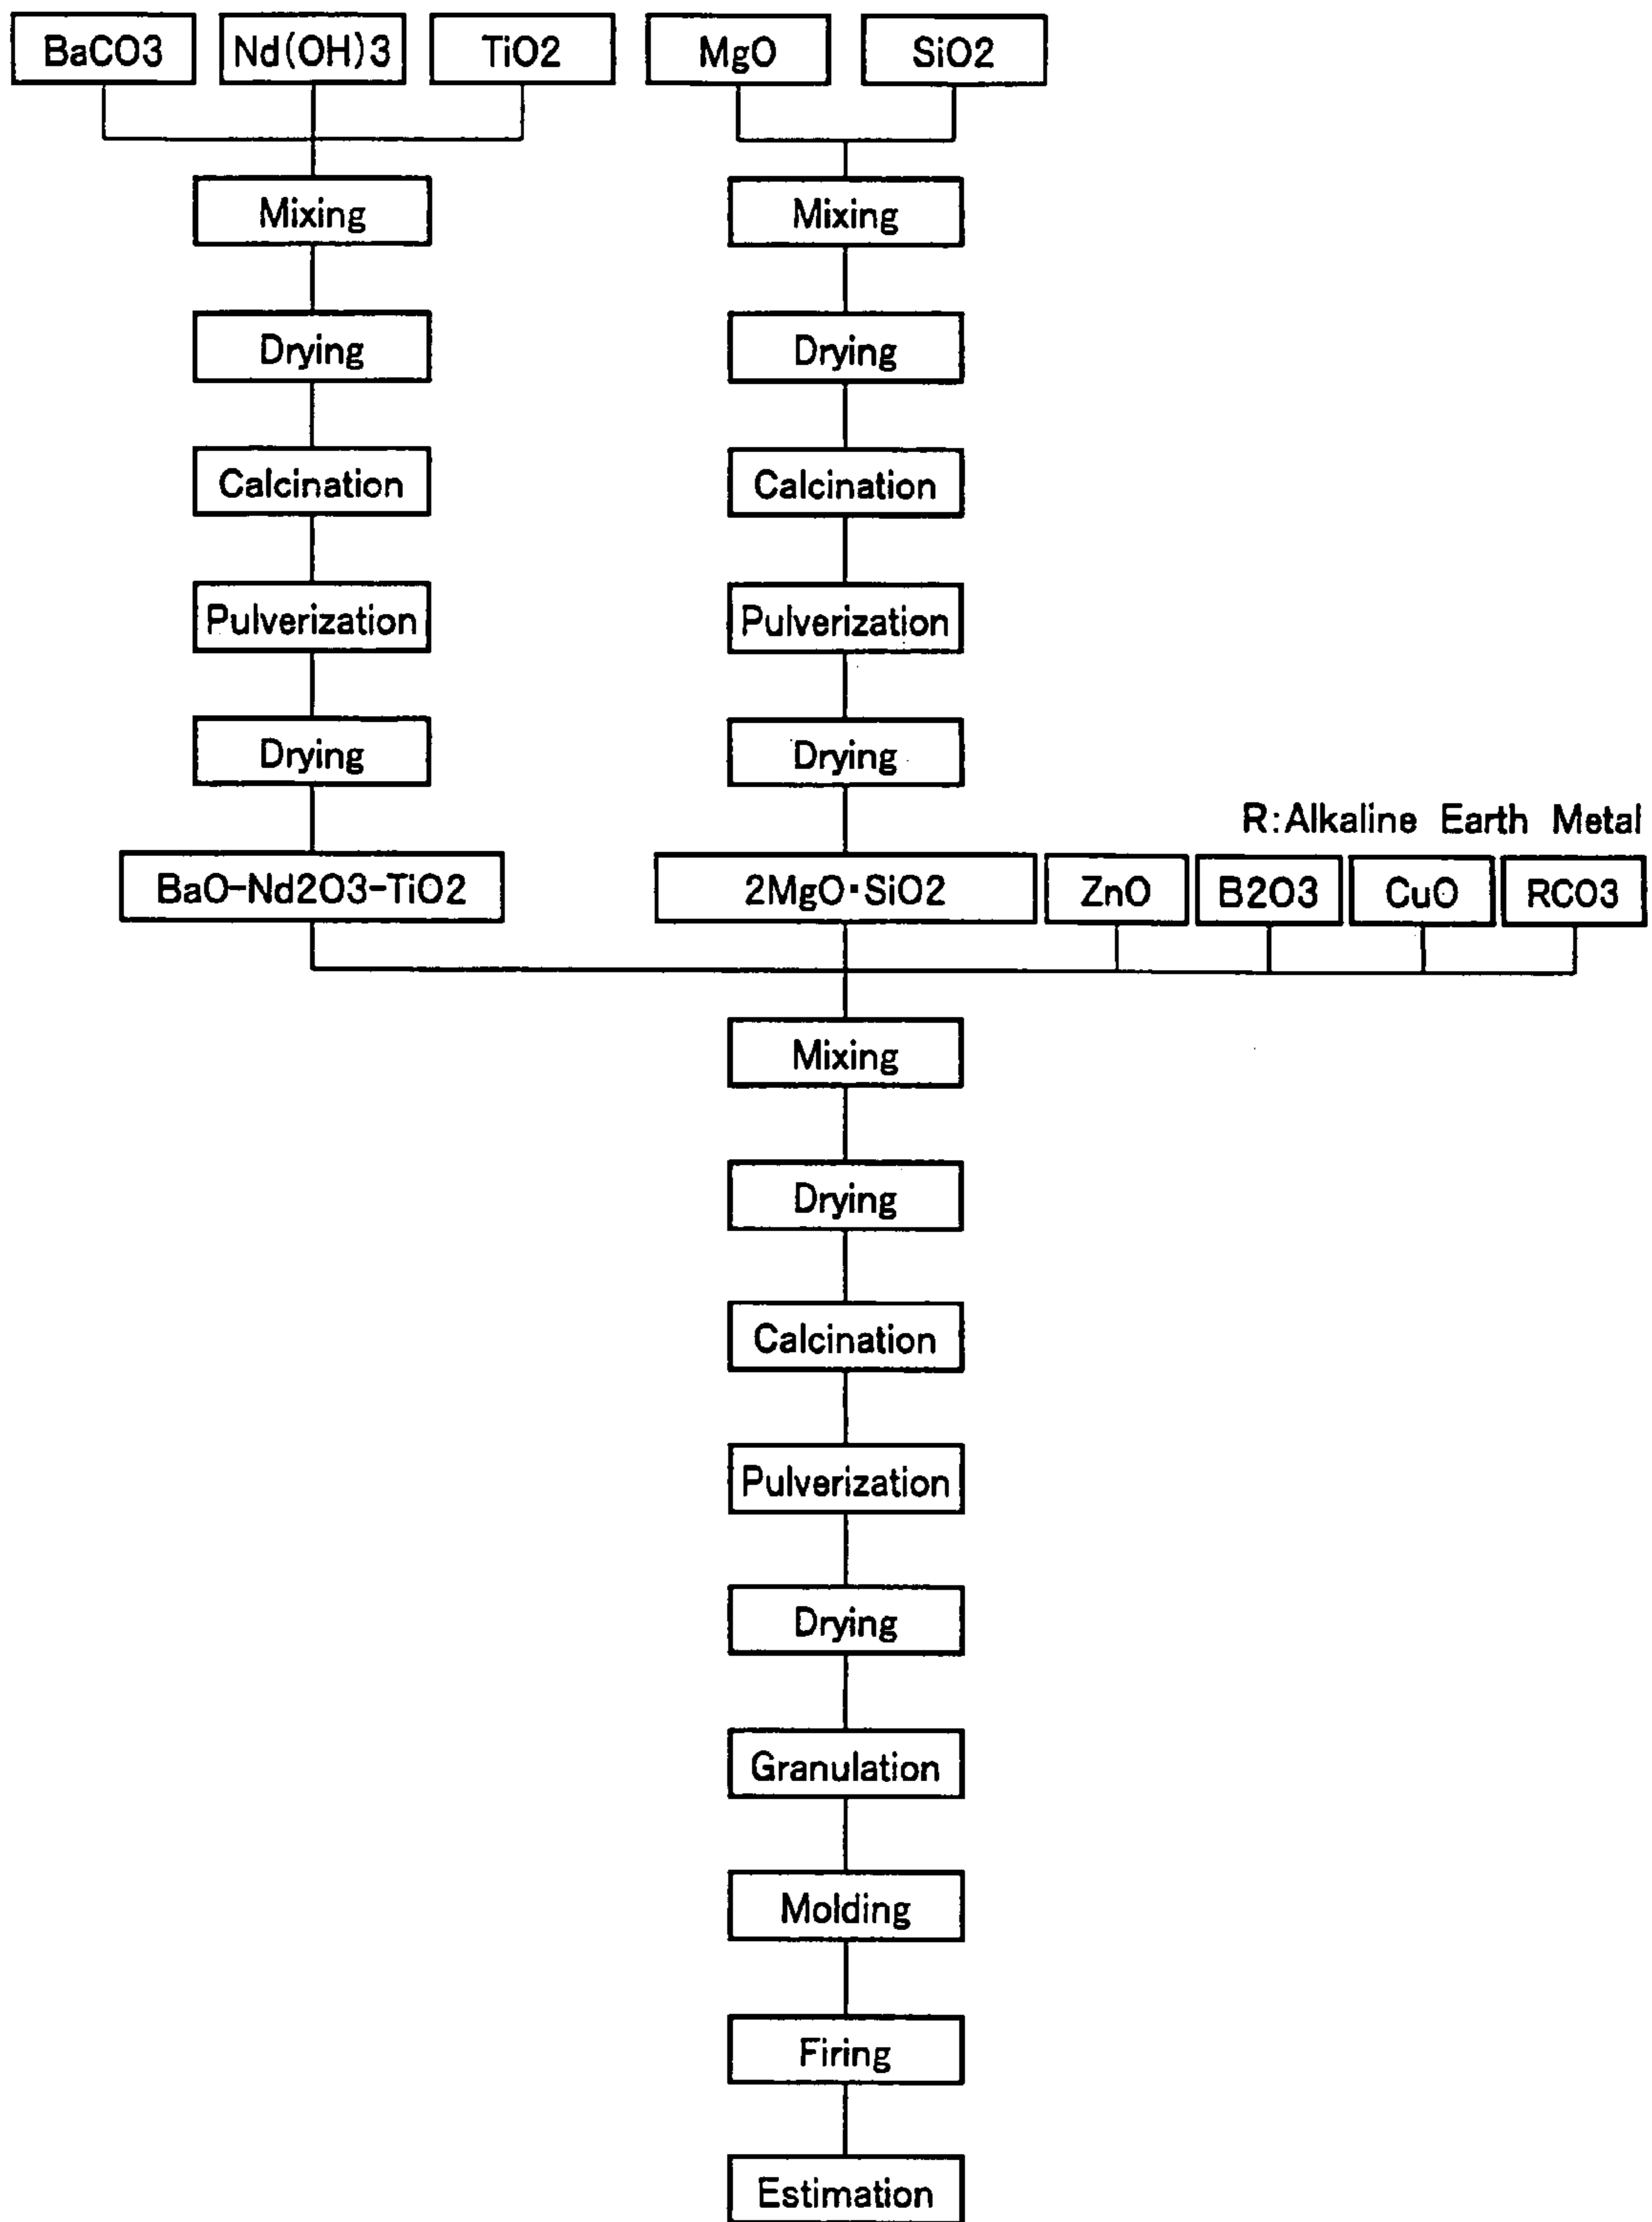 BaCO3 Nd(OH)3 TiO2 MgO SiO2
Mixing Mixing
Drying Drying
Calcination Calcination
Pulverization Pulverization
Drying Drying
R:Alkaline Earth Metal
BaO-Nd2O3-TiO2 2MgO·SiO2 ZnO B2O3 CuO RCO3
Mixing
Drying
Calcination
Pulverization
Drying
Granulation
Molding
Firing
Estimation